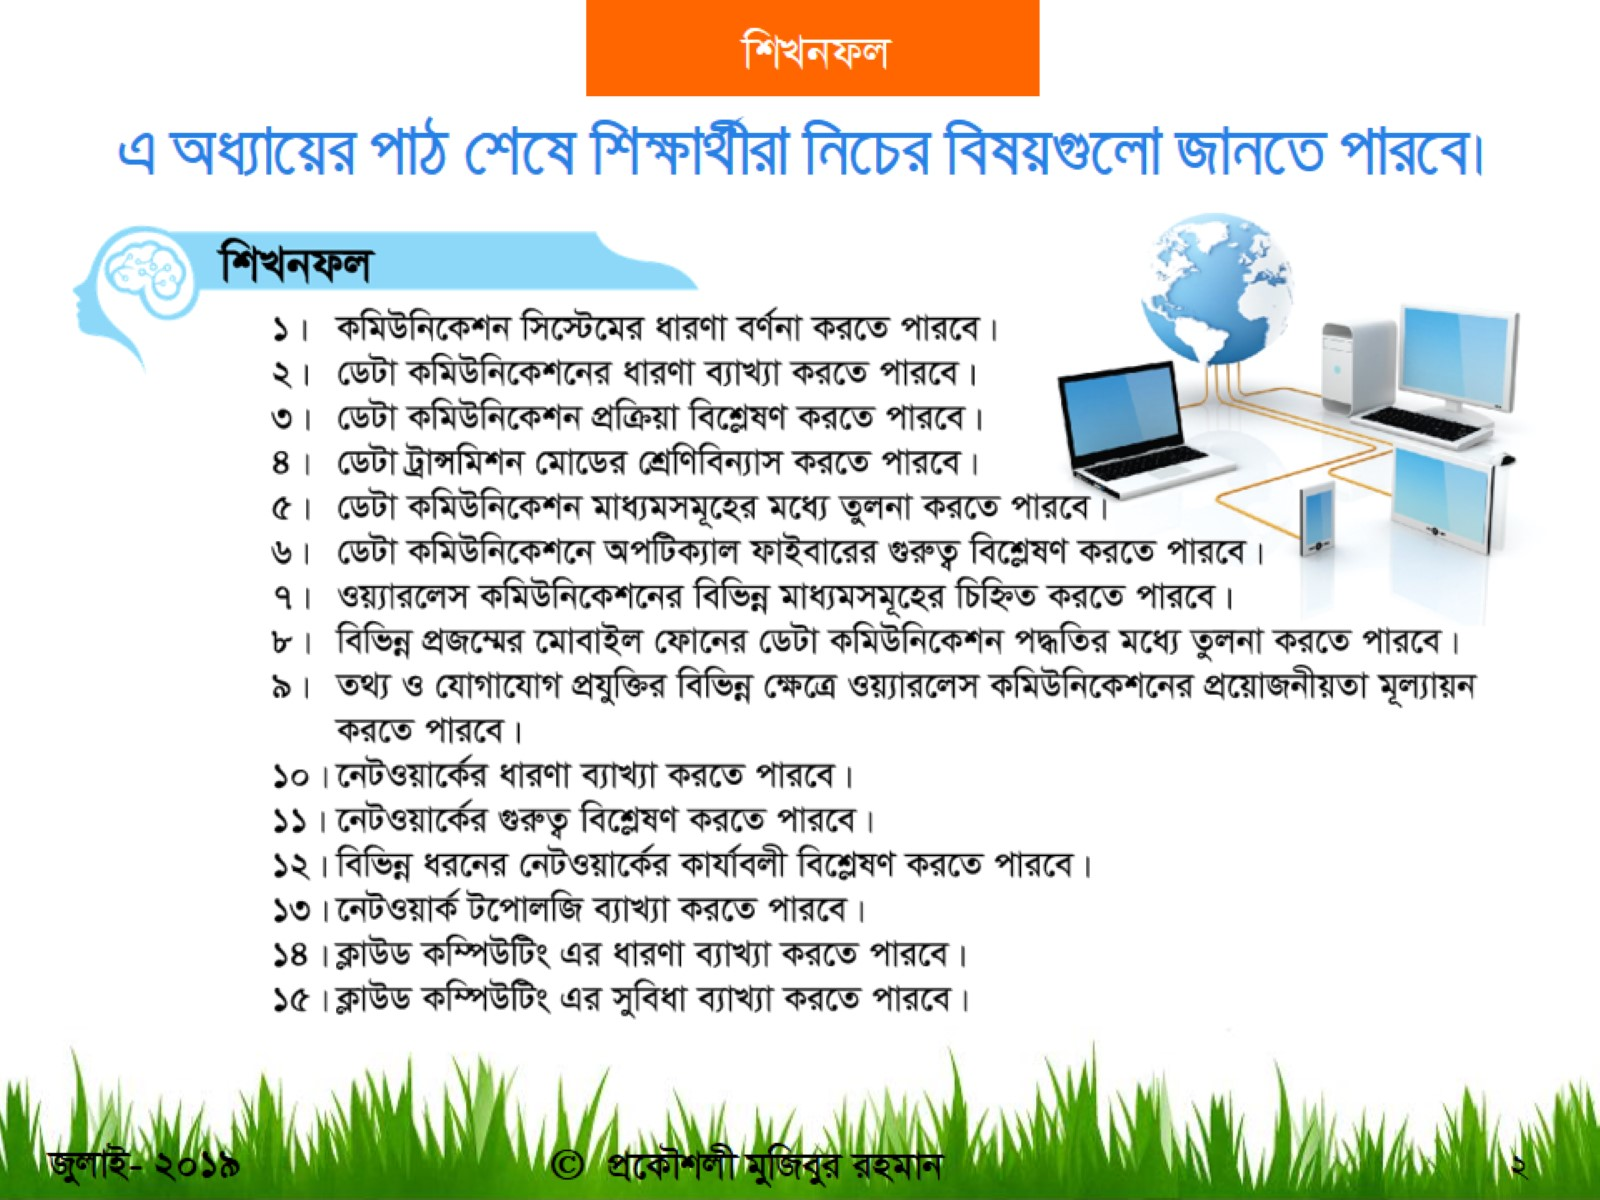 শিখনফল
এ অধ্যায়ের পাঠ শেষে শিক্ষার্থীরা নিচের বিষয়গুলো জানতে পারবে।
শিখনফল
১। কমিউনিকেশন সিস্টেমের ধারণা বর্ণনা করতে পারবে।
২। ডেটা কমিউনিকেশনের ধারণা ব্যাখ্যা করতে পারবে।
৩। ডেটা কমিউনিকেশন প্রক্রিয়া বিশ্লেষণ করতে পারবে।
৪। ডেটা ট্রান্সমিশন মোডের শ্রেণিবিন্যাস করতে পারবে।
৫। ডেটা কমিউনিকেশন মাধ্যমসমূহের মধ্যে তুলনা করতে পারবে।
৬। ডেটা কমিউনিকেশনে অপটিক্যাল ফাইবারের গুরুত্ব বিশ্লেষণ করতে পারবে।
৭। ওয়্যারলেস কমিউনিকেশনের বিভিন্ন মাধ্যমসমূহের চিহ্নিত করতে পারবে।
৮। বিভিন্ন প্রজম্মের মোবাইল ফোনের ডেটা কমিউনিকেশন পদ্ধতির মধ্যে তুলনা করতে পারবে।
৯। তথ্য ও যোগাযোগ প্রযুক্তির বিভিন্ন ক্ষেত্রে ওয়্যারলেস কমিউনিকেশনের প্রয়োজনীয়তা মূল্যায়ন
করতে পারবে।
১০। নেটওয়ার্কের ধারণা ব্যাখ্যা করতে পারবে।
১১। নেটওয়ার্কের গুরুত্ব বিশ্লেষণ করতে পারবে।
১২। বিভিন্ন ধরনের নেটওয়ার্কের কার্যাবলী বিশ্লেষণ করতে পারবে।
১৩। নেটওয়ার্ক টপোলজি ব্যাখ্যা করতে পারবে।
১৪। ক্লাউড কম্পিউটিং এর ধারণা ব্যাখ্যা করতে পারবে।
১৫। ক্লাউড কম্পিউটিং এর সুবিধা ব্যাখ্যা করতে পারবে।
জুলাই- ২০১৯ © প্রকৌশলী মুজিবুর রহমান ২